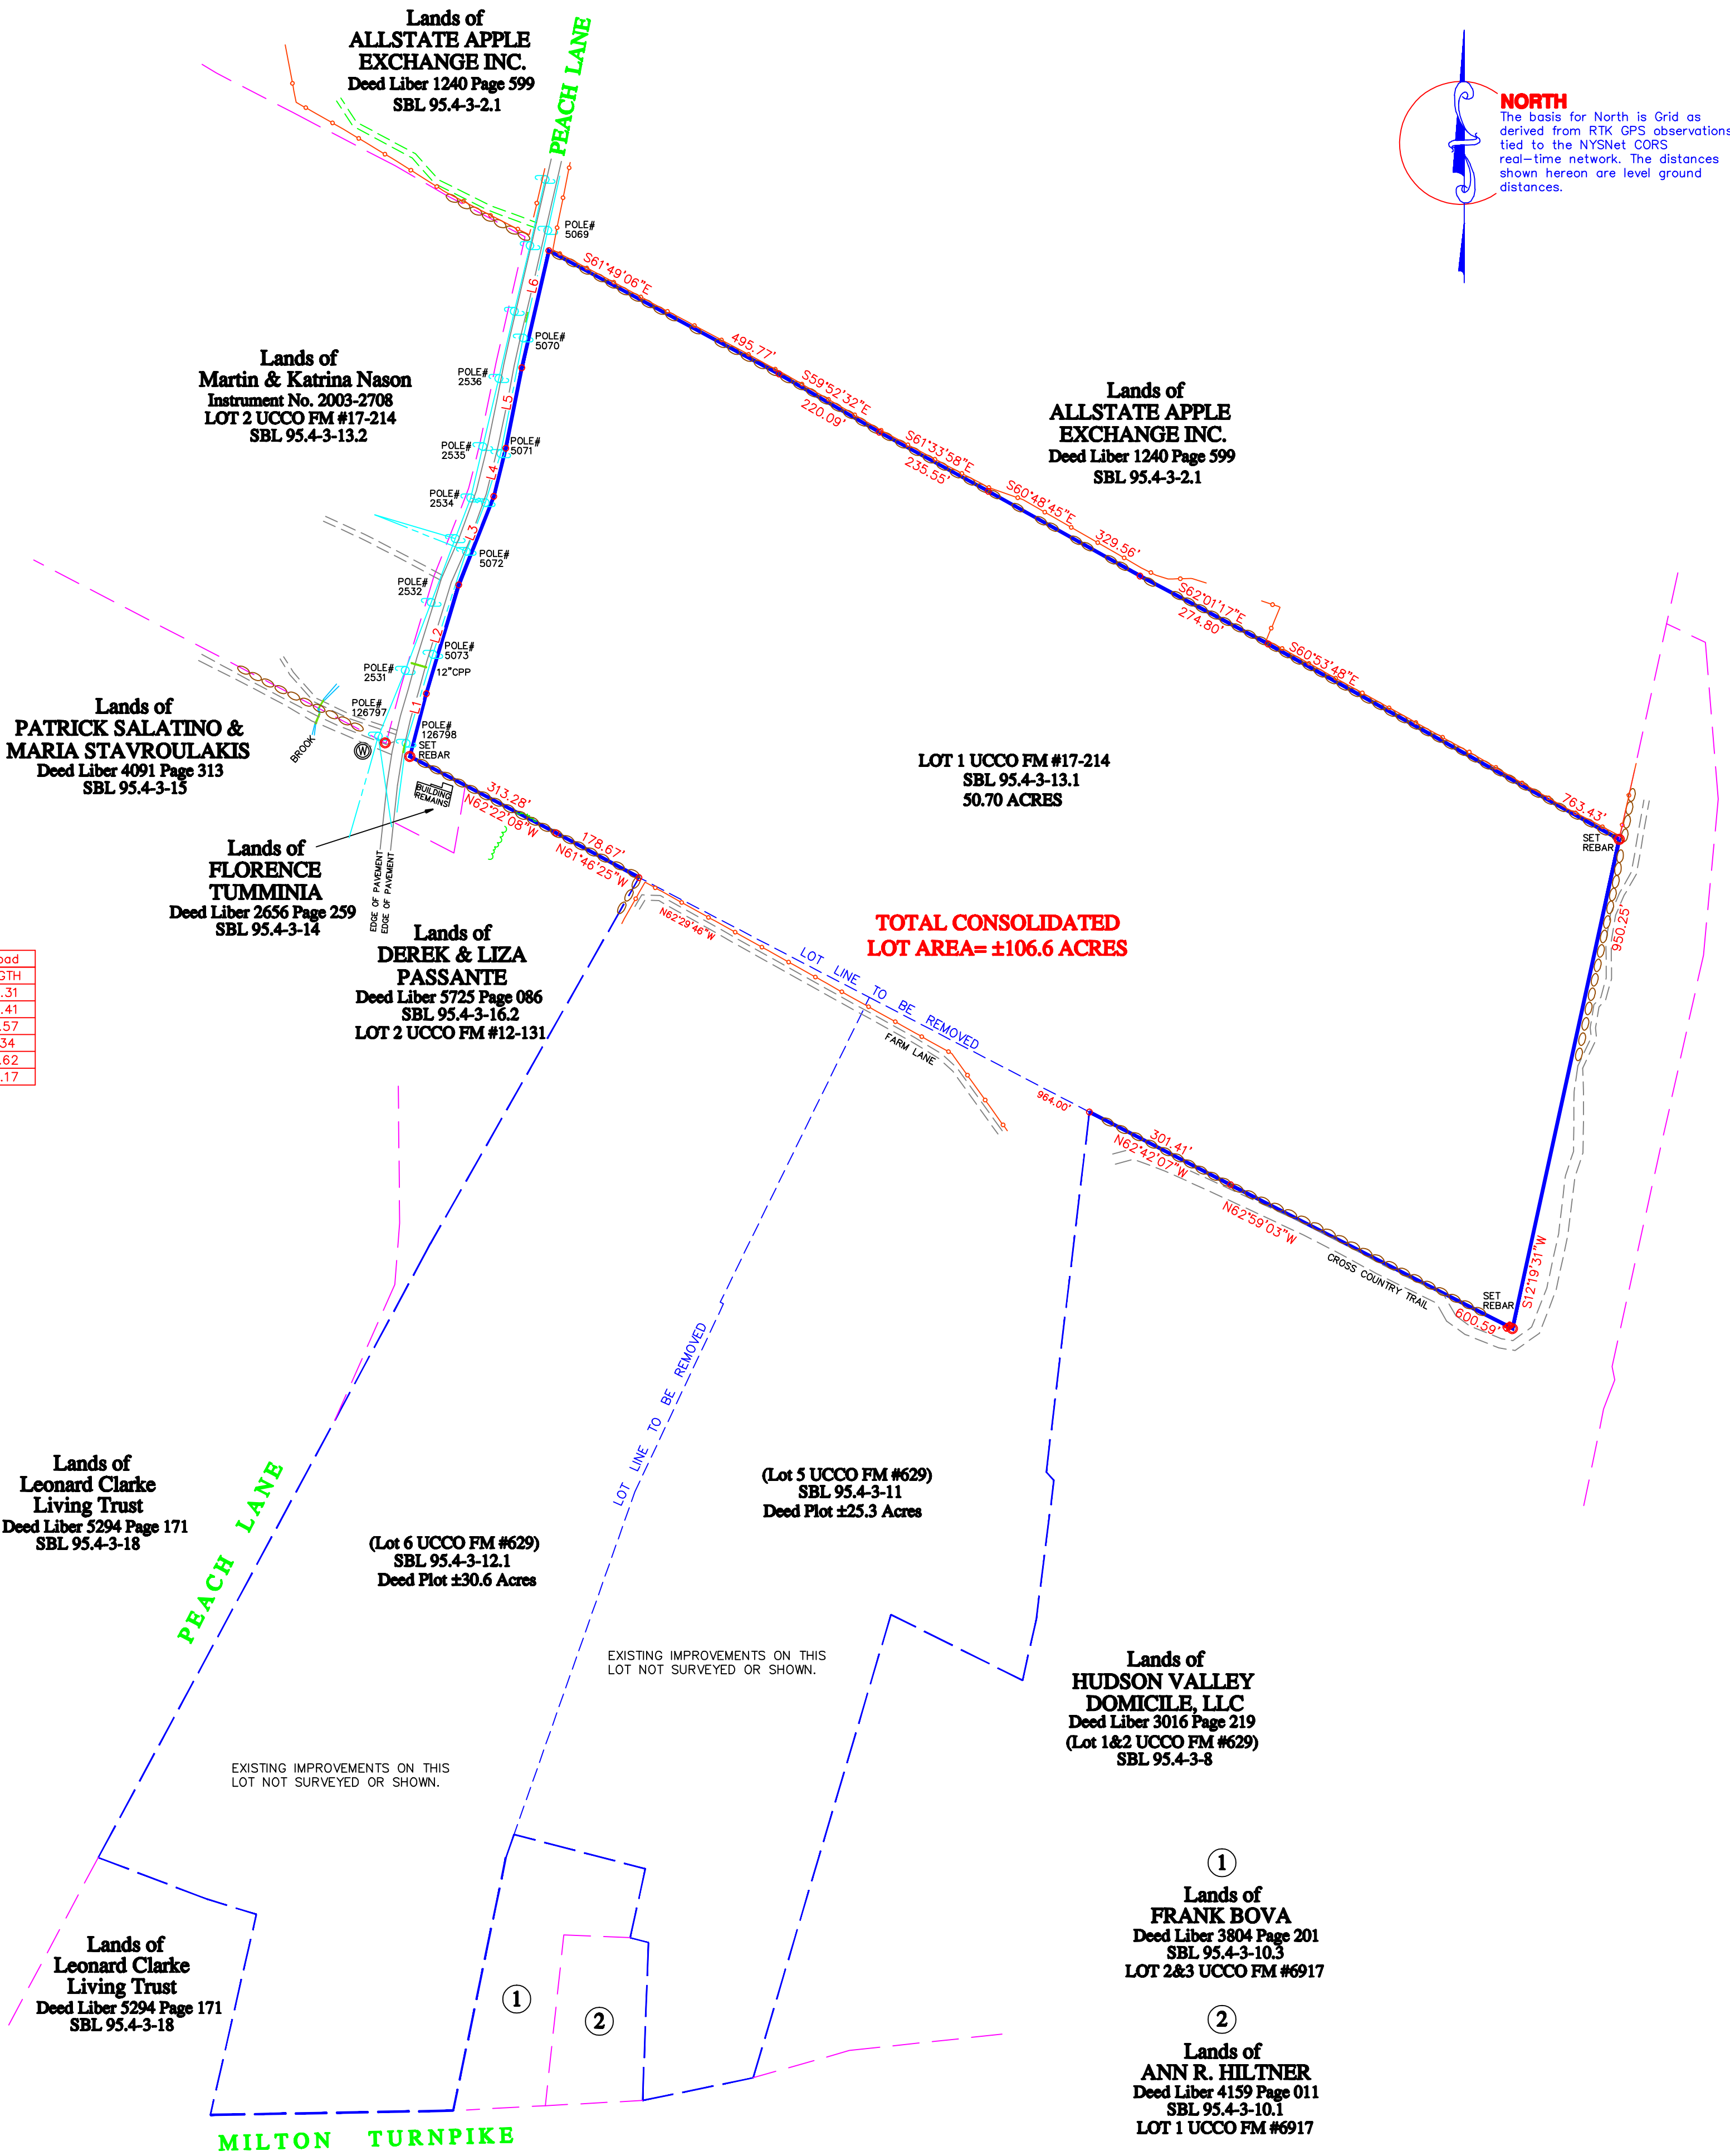 Lands of
ALLSTATE APPLE
EXCHANGE INC.
Deed Liber 1240 Page 599
SBL 95.4-3-2.1
PEACH LANE
NORTH
The basis for North is Grid as
derived from RTK GPS observations
tied to the NYSNet CORS
real-time network. The distances
shown hereon are level ground
distances.
POLE#
5069
S61°49'06"E
L6
POLE#
5070
495.77'
Lands of
Martin & Katrina Nason
Instrument No. 2003-2708
LOT 2 UCCO FM #17-214
SBL 95.4-3-13.2
POLE#
2536
S59°52'32"E
220.09'
Lands of
ALLSTATE APPLE
EXCHANGE INC.
Deed Liber 1240 Page 599
SBL 95.4-3-2.1
L5
POLE#
2535
POLE#
5071
S61°33'58"E
235.55'
L4
POLE#
2534
S60°48'45"E
329.56'
L3
POLE#
5072
POLE#
2532
S62°01'17"E
274.80'
L2
POLE#
5073
S60°53'48"E
POLE#
2531
12"CPP
L1
POLE#
126797
POLE#
126798
SET
REBAR
BROOK
W
Lands of
PATRICK SALATINO &
MARIA STAVROULAKIS
Deed Liber 4091 Page 313
SBL 95.4-3-15
BUILDING
REMAINS
313.28'
N62°22'08"W
LOT 1 UCCO FM #17-214
SBL 95.4-3-13.1
50.70 ACRES
763.43'
SET
REBAR
178.67'
N61°46'25"W
Lands of
FLORENCE
TUMMINIA
Deed Liber 2656 Page 259
SBL 95.4-3-14
EDGE OF PAVEMENT
EDGE OF PAVEMENT
N62°29'46"W
TOTAL CONSOLIDATED
LOT AREA= ±106.6 ACRES
950.25'
Lands of
DEREK & LIZA
PASSANTE
Deed Liber 5725 Page 086
SBL 95.4-3-16.2
LOT 2 UCCO FM #12-131
LOT LINE TO BE REMOVED
FARM LANE
oad
GTH
.31
.41
.57
34
.62
.17
964.00'
301.41'
N62°42'07"W
N62°59'03"W
CROSS COUNTRY TRAIL
S12°19'31"W
SET
REBAR
600.59'
LOT LINE TO BE REMOVED
Lands of
Leonard Clarke
Living Trust
Deed Liber 5294 Page 171
SBL 95.4-3-18
PEACH LANE
(Lot 5 UCCO FM #629)
SBL 95.4-3-11
Deed Plot ±25.3 Acres
(Lot 6 UCCO FM #629)
SBL 95.4-3-12.1
Deed Plot ±30.6 Acres
EXISTING IMPROVEMENTS ON THIS
LOT NOT SURVEYED OR SHOWN.
Lands of
HUDSON VALLEY
DOMICILE, LLC
Deed Liber 3016 Page 219
(Lot 1&2 UCCO FM #629)
SBL 95.4-3-8
EXISTING IMPROVEMENTS ON THIS
LOT NOT SURVEYED OR SHOWN.
1
Lands of
FRANK BOVA
Deed Liber 3804 Page 201
SBL 95.4-3-10.3
LOT 2&3 UCCO FM #6917
Lands of
Leonard Clarke
Living Trust
Deed Liber 5294 Page 171
SBL 95.4-3-18
1
2
2
Lands of
ANN R. HILTNER
Deed Liber 4159 Page 011
SBL 95.4-3-10.1
LOT 1 UCCO FM #6917
MILTON TURNPIKE